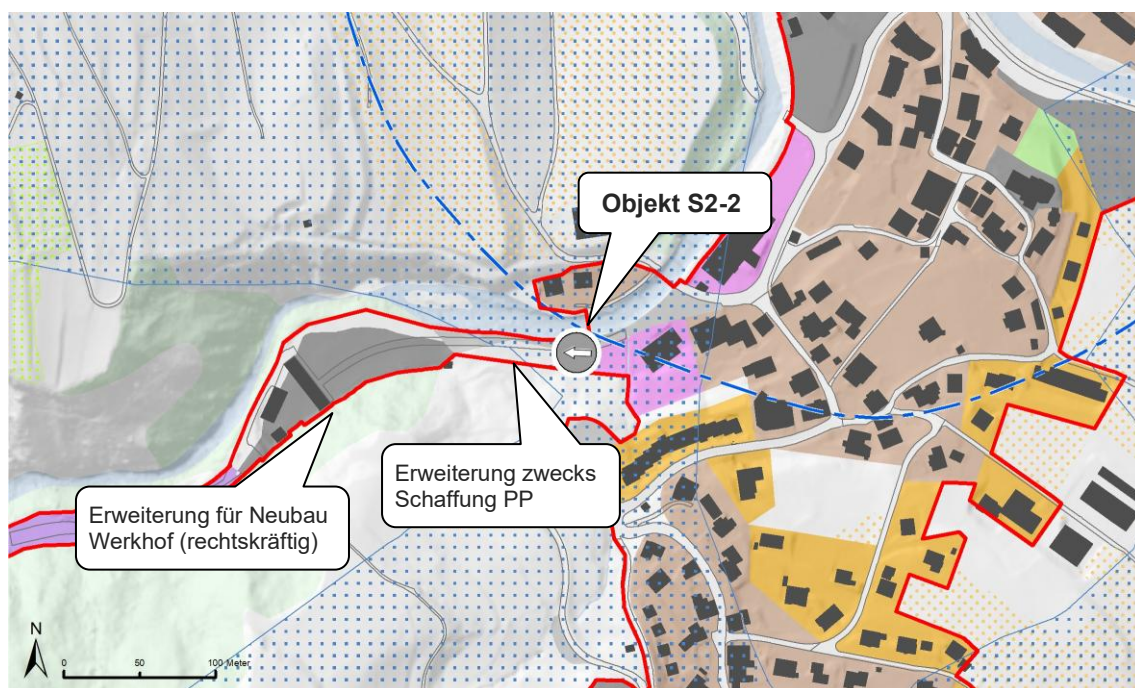 Objekt S2-2
Erweiterung zwecks
Schaffung PP
Erweiterung für Neubau
Werkhof (rechtskräftig)
N
0 50 100 Meter